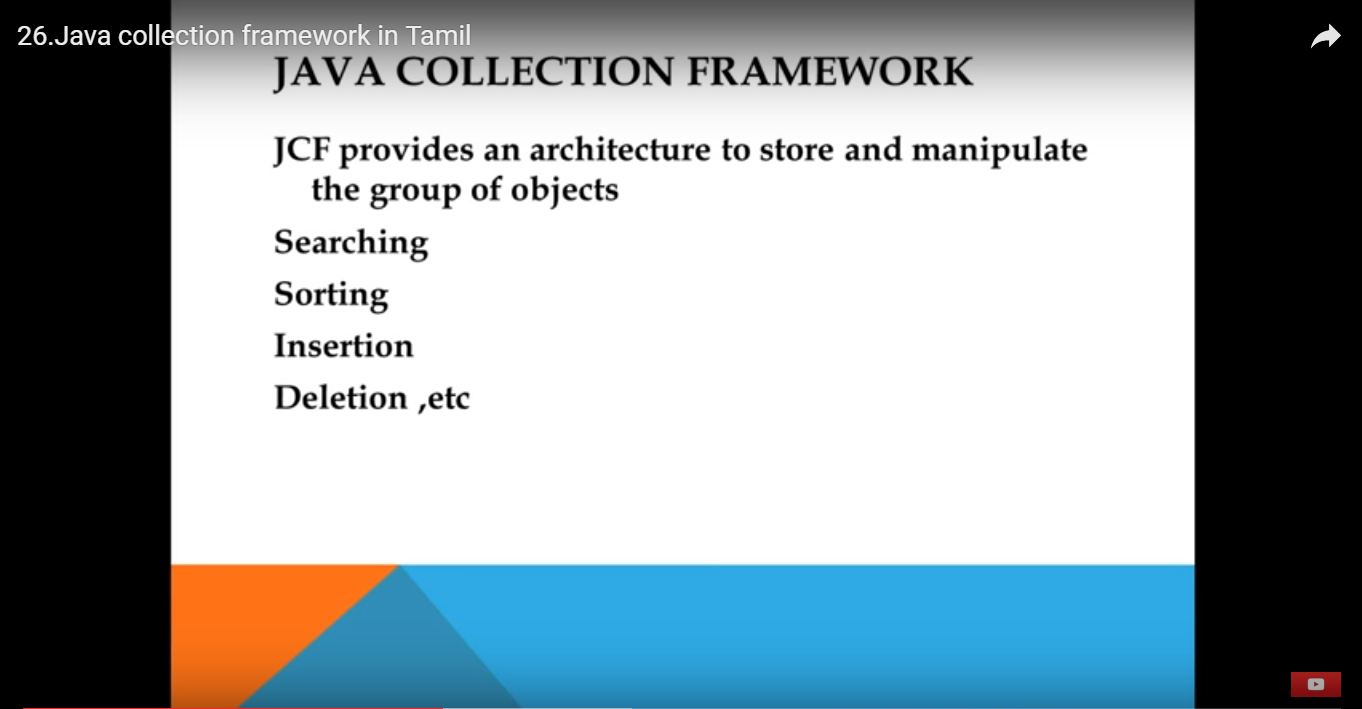 26.Java collection framework in Tamil
JAVA COLLECTION FRAMEWORK
JCF provides an architecture to store and manipulate
the group of objects
Searching
Sorting
Insertion
Deletion ,etc